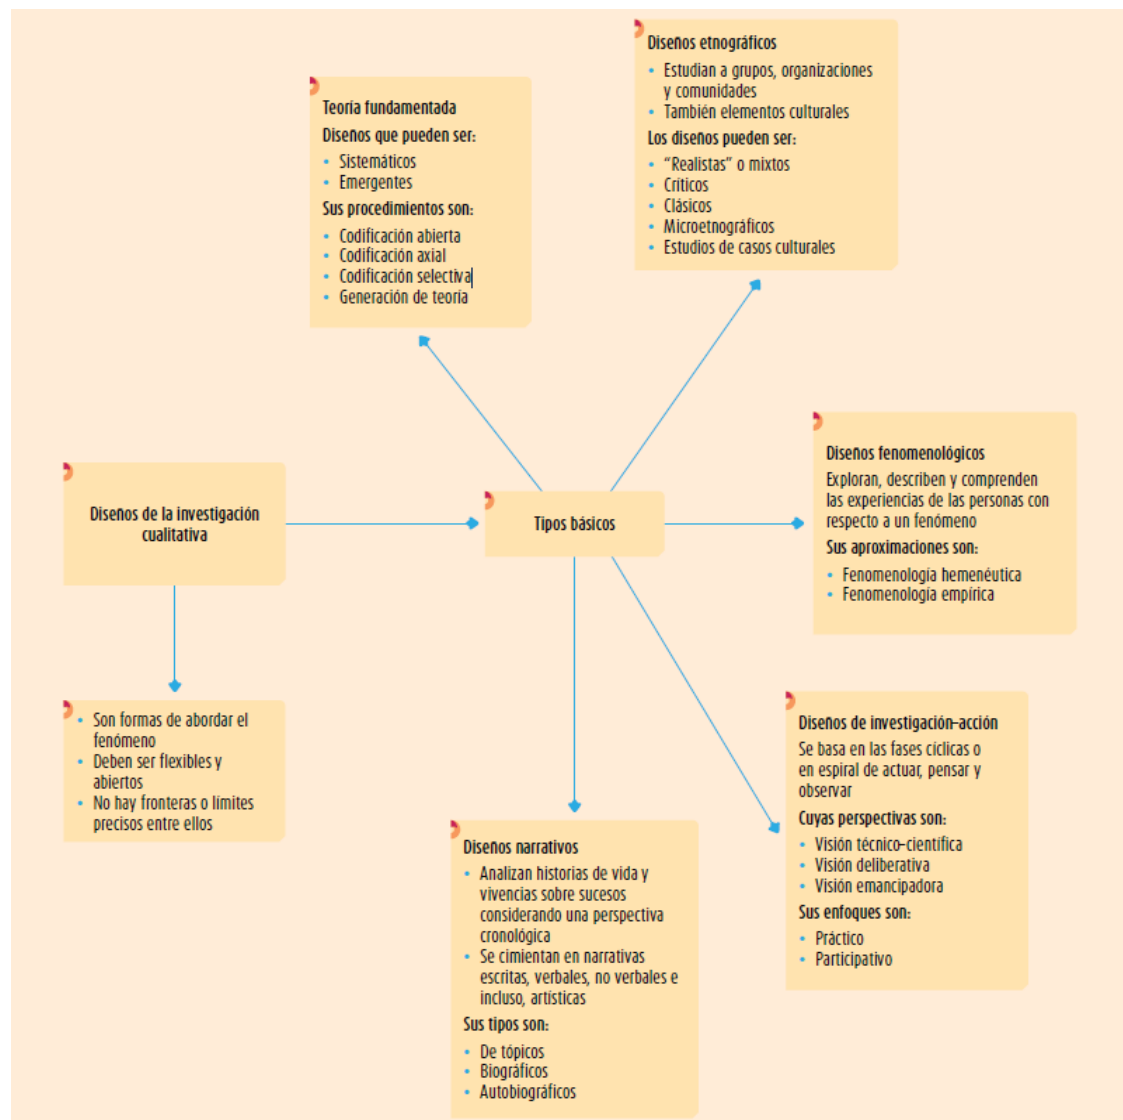 Diseños etnográficos
• Estudian a grupos, organizaciones
y comunidades
• También elementos culturales
Los diseños pueden ser:
• “Realistas” o mixtos
• Críticos
• Clásicos
• Microetnográficos
• Estudios de casos culturales
Teoría fundamentada
Diseños que pueden ser:
• Sistemáticos
• Emergentes
Sus procedimientos son:
• Codificación abierta
• Codificación axial
• Codificación selectiva
• Generación de teoría
Diseños de la investigación
cualitativa
Tipos básicos
Diseños fenomenológicos
Exploran, describen y comprenden
las experiencias de las personas con
respecto a un fenómeno
Sus aproximaciones son:
• Fenomenología hemenéutica
• Fenomenología empírica
• Son formas de abordar el
fenómeno
• Deben ser flexibles y
abiertos
• No hay fronteras o límites
precisos entre ellos
Diseños de investigación-acción
Se basa en las fases cíclicas o
en espiral de actuar, pensar y
observar
Cuyas perspectivas son:
• Visión técnico-científica
• Visión deliberativa
• Visión emancipadora
Sus enfoques son:
• Práctico
• Participativo
Diseños narrativos
• Analizan historias de vida y
vivencias sobre sucesos
considerando una perspectiva
cronológica
• Se cimientan en narrativas
escritas, verbales, no verbales e
incluso, artísticas
Sus tipos son:
• De tópicos
• Biográficos
• Autobiográficos